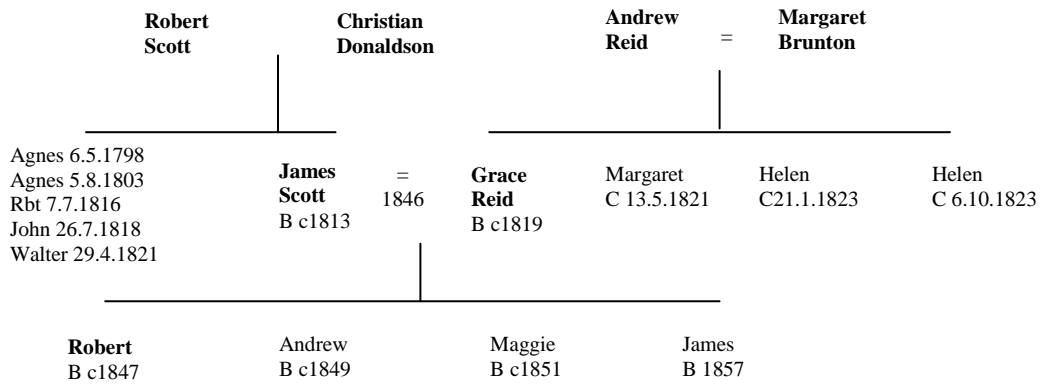 Robert
Scott
Christian
Donaldson
Andrew
Reid
=
Margaret
Brunton
Agnes 6.5.1798
Agnes 5.8.1803
Rbt 7.7.1816
John 26.7.1818
Walter 29.4.1821
James
Scott
B c1813
=
1846
Grace
Reid
B c1819
Margaret
C 13.5.1821
Helen
C21.1.1823
Helen
C 6.10.1823
Robert
B c1847
Andrew
B c1849
Maggie
B c1851
James
B 1857